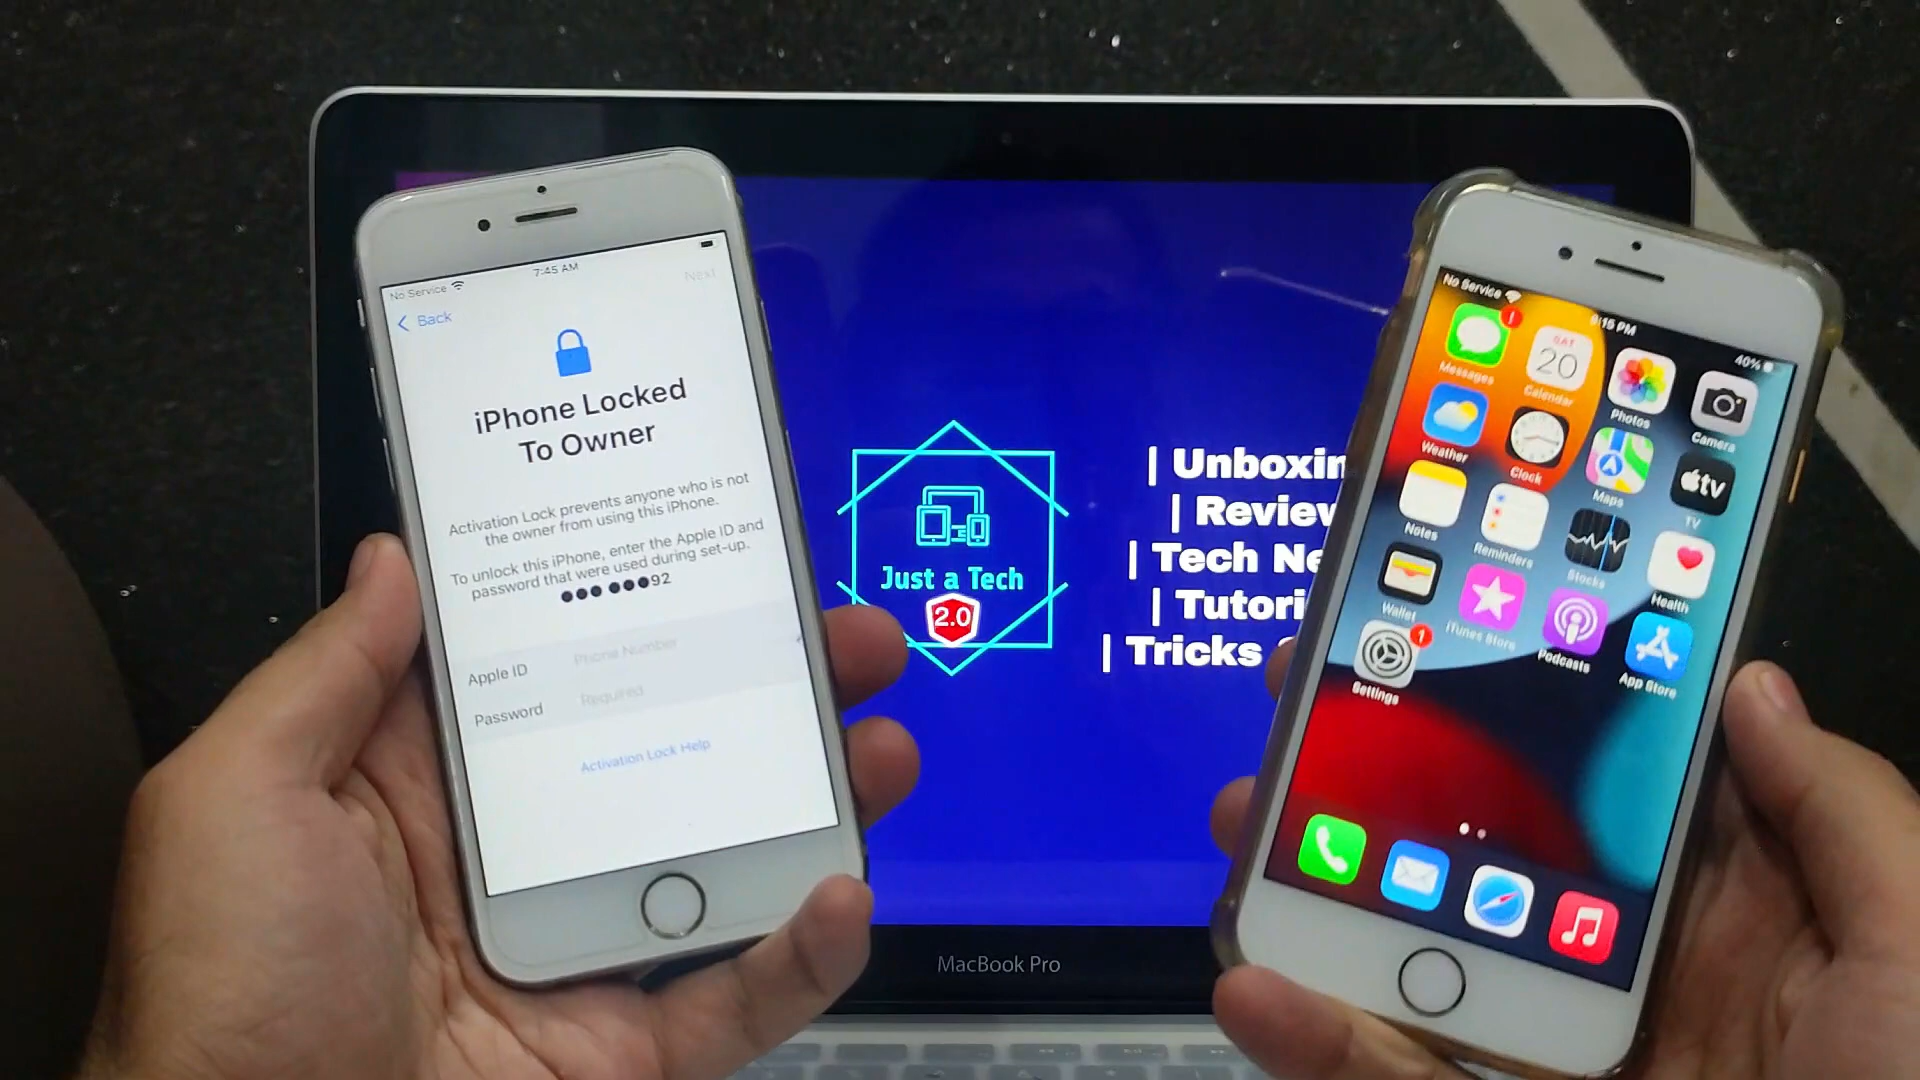 No Service
7:45 AM
Back
Next
iPhone Locked
To Owner
Activation Lock prevents anyone who is not
the owner from using this iPhone.
To unlock this iPhone, enter the Apple ID and
password that were used during set-up.
●●● ●●●92
Apple ID
Phone Number
Password
Required
Activation Lock Help
Just a Tech
2.0
| Unboxin
| Review
| Tech Ne
| Tutori
| Tricks
MacBook Pro
No Service
9:15 PM
40%
1
Messages
SAT
20
Calendar
Photos
Camera
Weather
Clock
Maps
tv
TV
Notes
Reminders
Stocks
Health
Wallet
iTunes Store
Podcasts
App Store
1
Settings